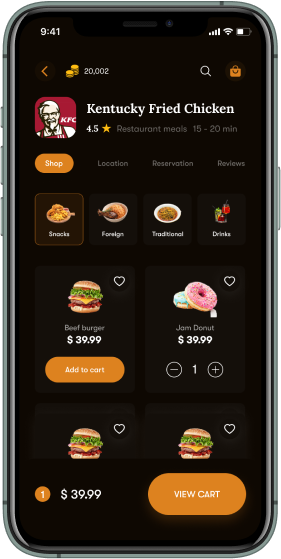 9:41
20,002
KFC
Kentucky Fried Chicken
4.5 Restaurant meals 15 - 20 min
Shop Location Reservation Reviews
Snacks Foreign Traditional Drinks
Beef burger Jam Donut
$ 39.99 $ 39.99
Add to cart 1
1 $ 39.99 VIEW CART